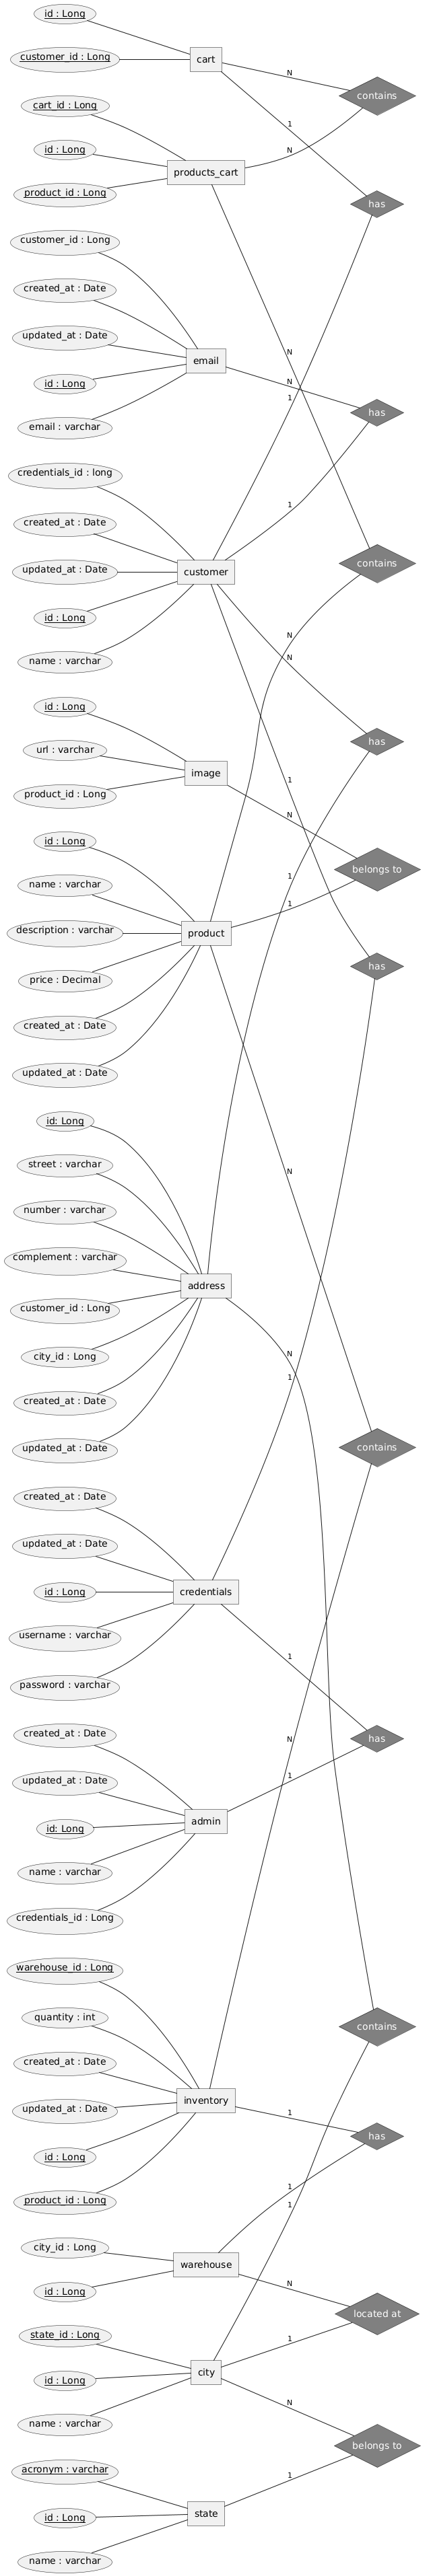 id : Long
customer_id : Long
cart
N
contains
cart_id : Long
1
id : Long
N
products_cart
product_id : Long
has
customer_id : Long
created_at : Date
updated_at : Date
email
N
id : Long
N
1
has
email : varchar
credentials_id : long
1
created_at : Date
contains
updated_at : Date
customer
id : Long
N
name : varchar
N
id : Long
has
url : varchar
image
1
product_id : Long
N
id : Long
belongs to
1
name : varchar
1
description : varchar
product
has
price : Decimal
created_at : Date
updated_at : Date
id: Long
street : varchar
N
number : varchar
complement : varchar
address
customer_id : Long
city_id : Long
N
1
created_at : Date
updated_at : Date
contains
created_at : Date
updated_at : Date
id : Long
credentials
username : varchar
1
password : varchar
created_at : Date
has
N
updated_at : Date
1
id: Long
admin
name : varchar
credentials_id : Long
warehouse_id : Long
quantity : int
contains
created_at : Date
inventory
updated_at : Date
1
has
id : Long
product_id : Long
1
1
city_id : Long
warehouse
id : Long
N
located at
state_id : Long
1
id : Long
city
name : varchar
N
belongs to
acronym : varchar
1
id : Long
state
name : varchar